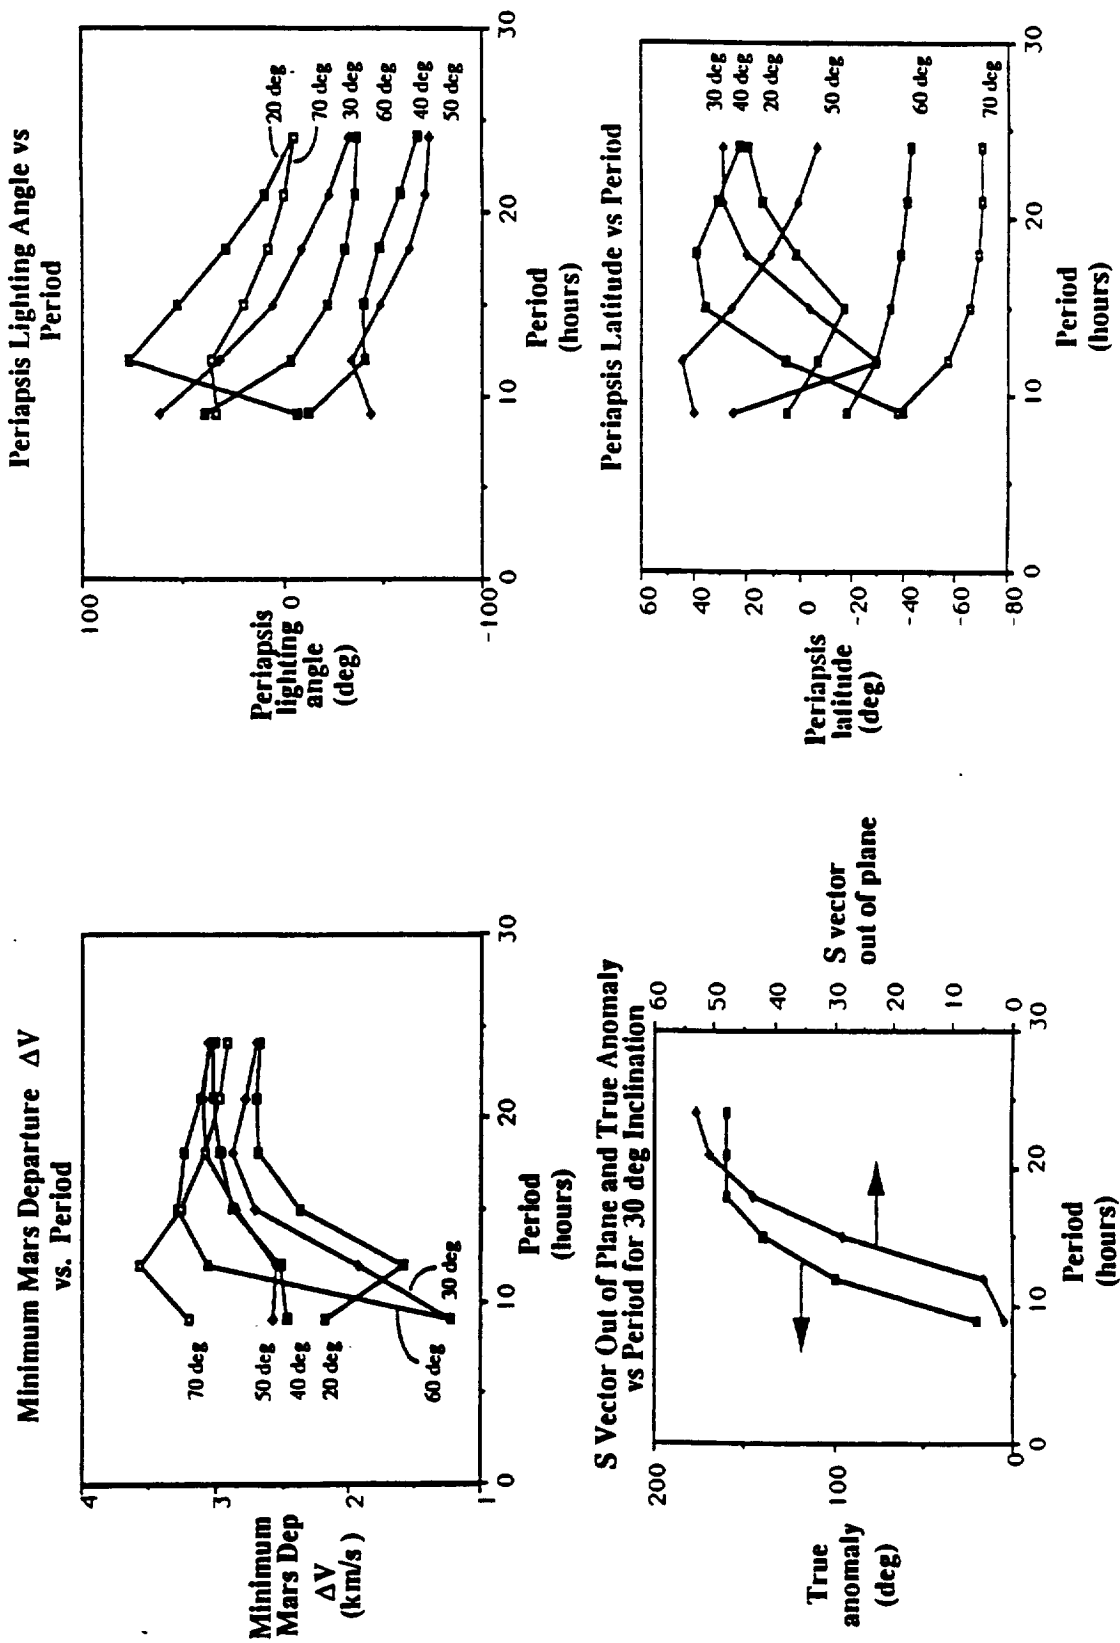 Minimum Mars Departure ΔV
vs. Period
4
3
2
1
Minimum
Mars Dep
ΔV
(km/s )
70 deg
50 deg
40 deg
20 deg
60 deg
30 deg
0
10
20
30
Period
(hours)
Periapsis Lighting Angle vs
Period
100
0
-100
Periapsis
lighting
angle
(deg)
20 deg
70 deg
30 deg
60 deg
40 deg
50 deg
0
10
20
30
Period
(hours)
S Vector Out of Plane and True Anomaly
vs Period for 30 deg Inclination
200
100
0
True
anomaly
(deg)
60
50
40
30
20
10
0
S vector
out of plane
0
10
20
30
Period
(hours)
Periapsis Latitude vs Period
60
40
20
0
-20
-40
-60
-80
Periapsis
latitude
(deg)
30 deg
40 deg
20 deg
50 deg
60 deg
70 deg
0
10
20
30
Period
(hours)